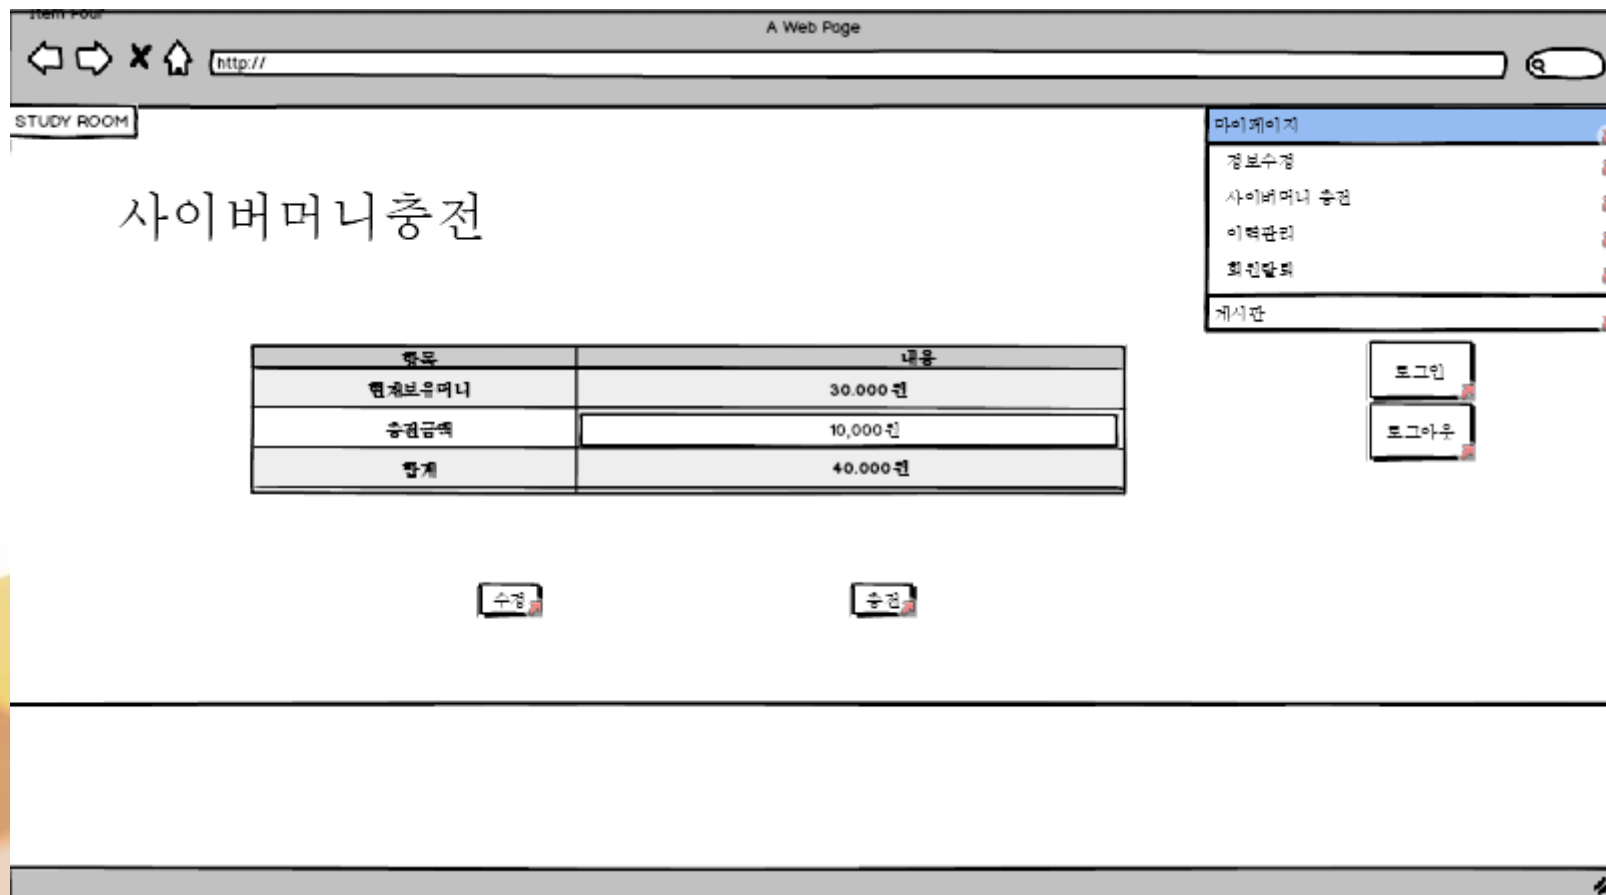 Item Four
A Web Page
http://
STUDY ROOM
마이페이지
정보수정
사이버머니 충전
이력관리
회원탈퇴
게시판
사이버머니충전
항목 내용
현재보유머니 30.000원
충전금액 10,000원
합계 40.000원
로그인
로그아웃
수정 충전